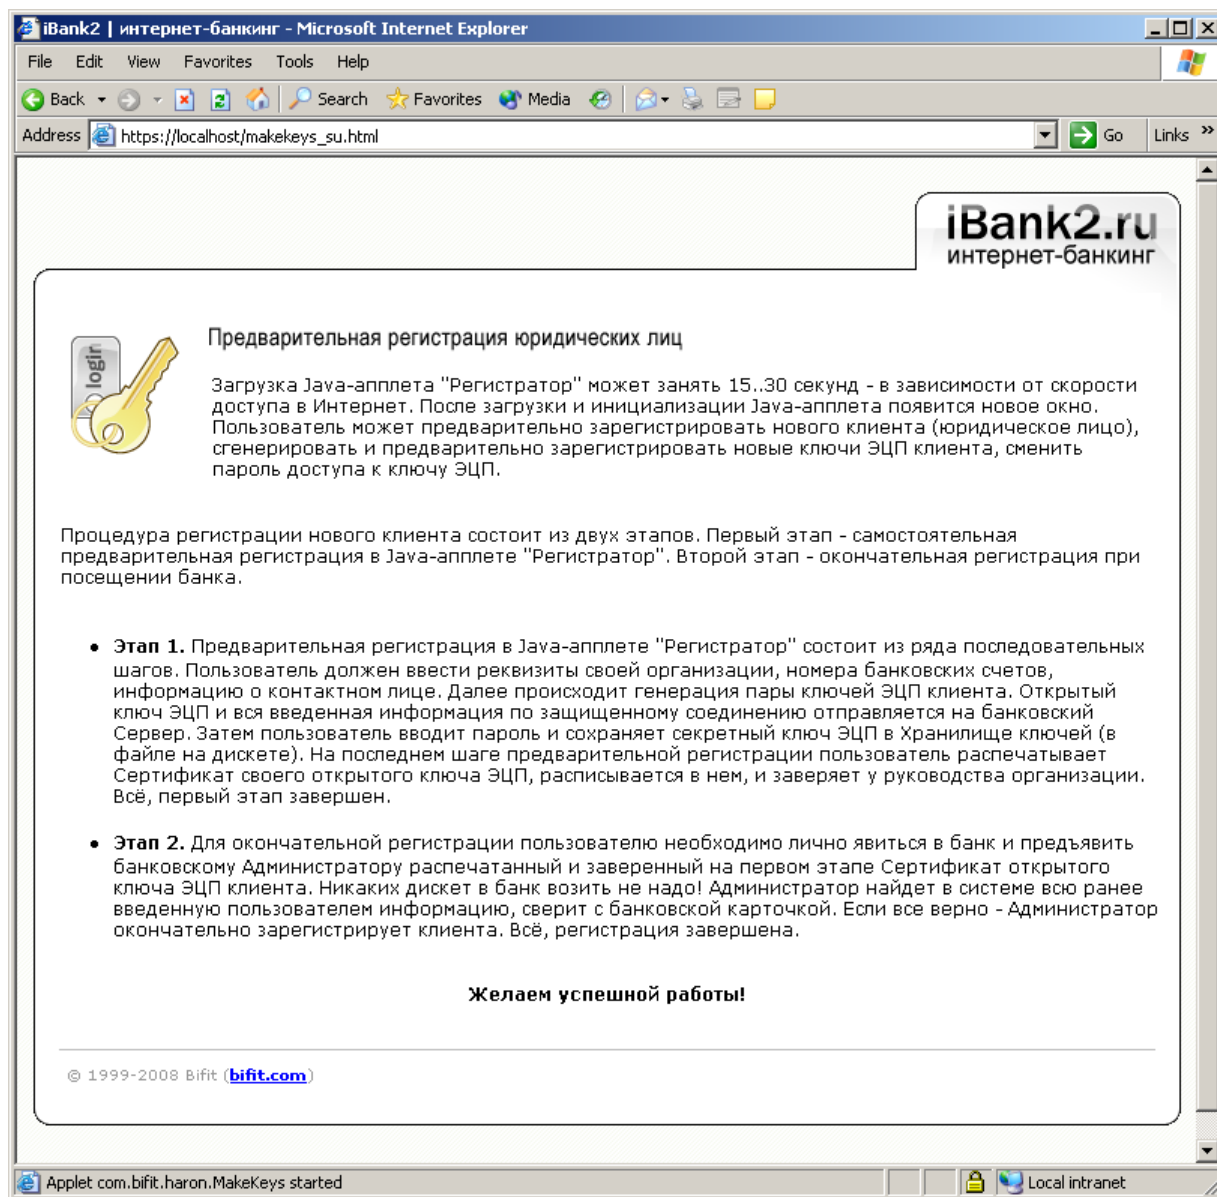 iBank2 | интернет-банкинг - Microsoft Internet Explorer
File Edit View Favorites Tools Help
Back Search Favorites Media
Address https://localhost/makekeys_su.html Go Links »
iBank2.ru
интернет-банкинг
login
Предварительная регистрация юридических лиц
Загрузка Java-апплета "Регистратор" может занять 15..30 секунд - в зависимости от скорости
доступа в Интернет. После загрузки и инициализации Java-апплета появится новое окно.
Пользователь может предварительно зарегистрировать нового клиента (юридическое лицо),
сгенерировать и предварительно зарегистрировать новые ключи ЭЦП клиента, сменить
пароль доступа к ключу ЭЦП.
Процедура регистрации нового клиента состоит из двух этапов. Первый этап - самостоятельная
предварительная регистрация в Java-апплете "Регистратор". Второй этап - окончательная регистрация при
посещении банка.
• Этап 1. Предварительная регистрация в Java-апплете "Регистратор" состоит из ряда последовательных
шагов. Пользователь должен ввести реквизиты своей организации, номера банковских счетов,
информацию о контактном лице. Далее происходит генерация пары ключей ЭЦП клиента. Открытый
ключ ЭЦП и вся введенная информация по защищенному соединению отправляется на банковский
Сервер. Затем пользователь вводит пароль и сохраняет секретный ключ ЭЦП в Хранилище ключей (в
файле на дискете). На последнем шаге предварительной регистрации пользователь распечатывает
Сертификат своего открытого ключа ЭЦП, расписывается в нем, и заверяет у руководства организации.
Всё, первый этап завершен.
• Этап 2. Для окончательной регистрации пользователю необходимо лично явиться в банк и предъявить
банковскому Администратору распечатанный и заверенный на первом этапе Сертификат открытого
ключа ЭЦП клиента. Никаких дискет в банк возить не надо! Администратор найдет в системе всю ранее
введенную пользователем информацию, сверит с банковской карточкой. Если все верно - Администратор
окончательно зарегистрирует клиента. Всё, регистрация завершена.
Желаем успешной работы!
© 1999-2008 Bifit (bifit.com)
Applet com.bifit.haron.MakeKeys started Local intranet